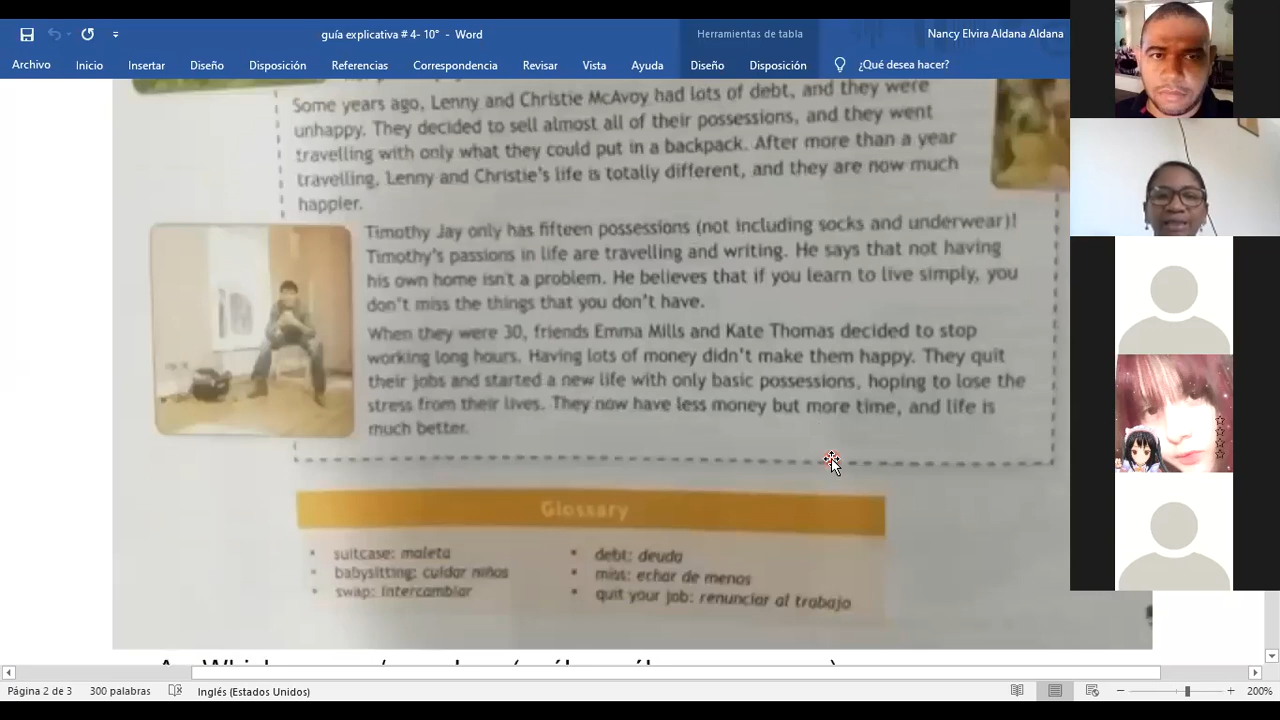 guía explicativa # 4- 10° - Word
Herramientas de tabla
Nancy Elvira Aldana Aldana
Archivo Inicio Insertar Diseño Disposición Referencias Correspondencia Revisar Vista Ayuda Diseño Disposición ¿Qué desea hacer?
Some years ago, Lenny and Christie McAvoy had lots of debt, and they were
unhappy. They decided to sell almost all of their possessions, and they went
travelling with only what they could put in a backpack. After more than a year
travelling, Lenny and Christie's life is totally different, and they are now much
happier.
Timothy Jay only has fifteen possessions (not including socks and underwear)!
Timothy's passions in life are travelling and writing. He says that not having
his own home isn't a problem. He believes that if you learn to live simply, you
don't miss the things that you don't have.
When they were 30, friends Emma Mills and Kate Thomas decided to stop
working long hours. Having lots of money didn't make them happy. They quit
their jobs and started a new life with only basic possessions, hoping to lose the
stress from their lives. They now have less money but more time, and life is
much better.
Glossary
• suitcase: maleta
• babysitting: cuidar niños
• swap: intercambiar
• debt: deuda
• miss: echar de menos
• quit your job: renunciar al trabajo
Página 2 de 3 300 palabras Inglés (Estados Unidos) 200%